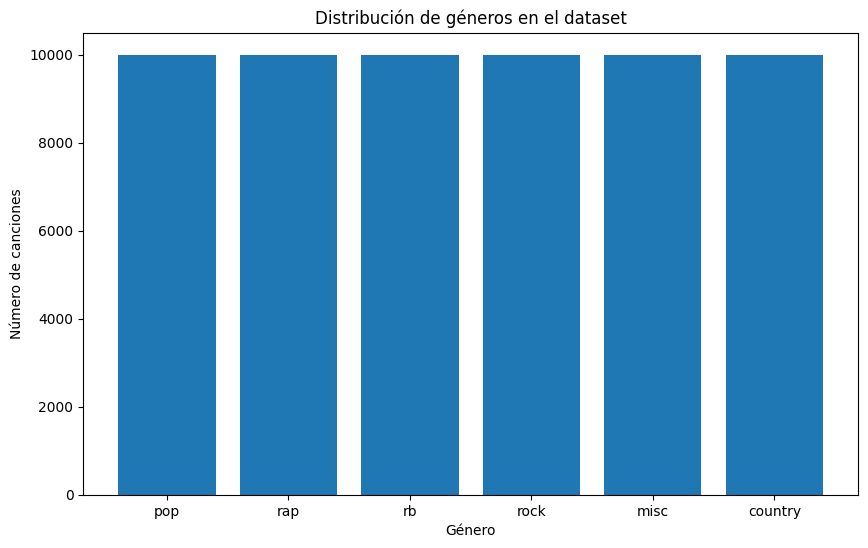 Distribución de géneros en el dataset
Número de canciones
10000
8000
6000
4000
2000
0
pop rap rb rock misc country
Género